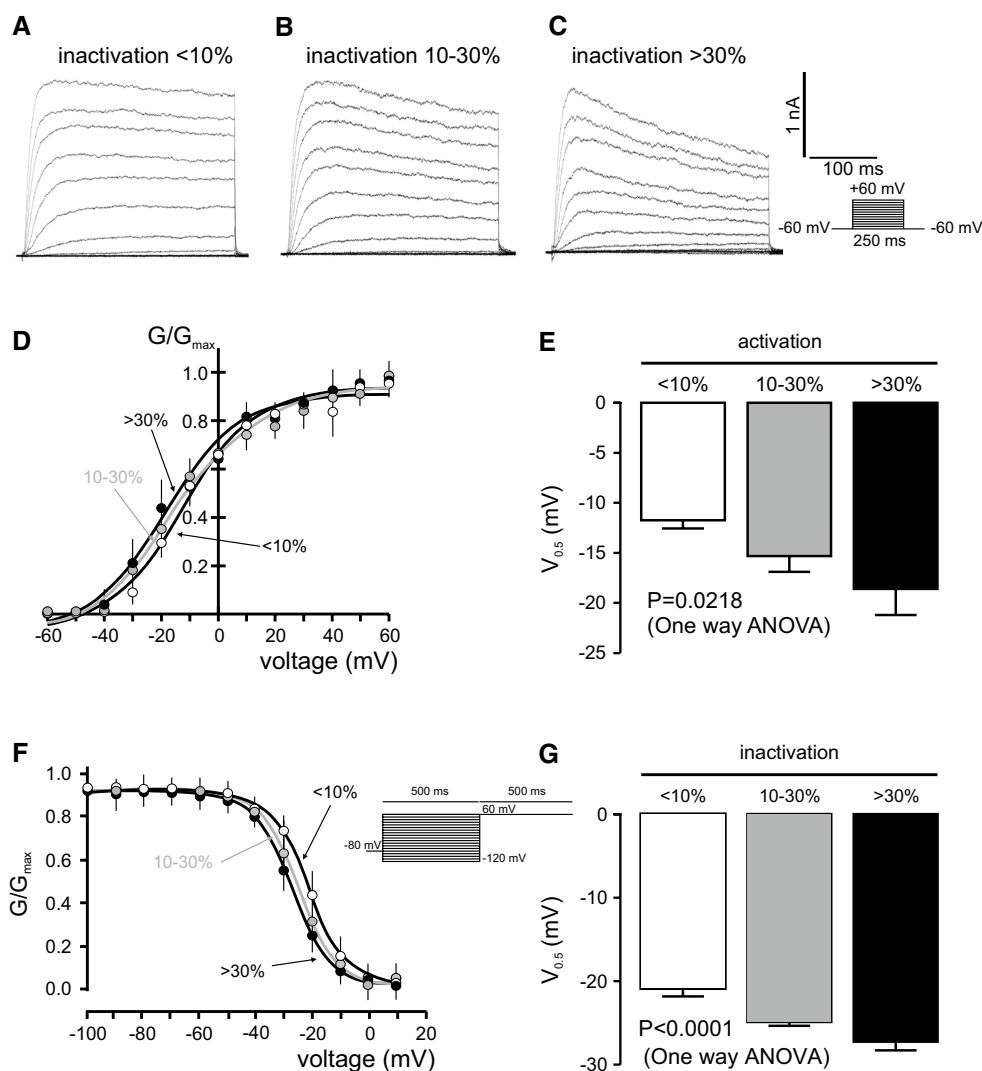 A
inactivation <10%
B
inactivation 10-30%
C
inactivation >30%
1 nA
100 ms
+60 mV
-60 mV
-60 mV
250 ms
D
G/Gmax
1.0
0.8
0.4
0.2
>30%
10-30%
<10%
-60 -40 -20 0 20 40 60
voltage (mV)
E
activation
<10% 10-30% >30%
0
-5
-10
-15
-20
-25
V0.5 (mV)
P=0.0218
(One way ANOVA)
F
G/Gmax
1.0
0.8
0.6
0.4
0.2
0.0
<10%
10-30%
>30%
500 ms 500 ms
60 mV
-80 mV
-120 mV
-100 -80 -60 -40 -20 0 20
voltage (mV)
G
inactivation
<10% 10-30% >30%
0
-10
-20
-30
V0.5 (mV)
P<0.0001
(One way ANOVA)